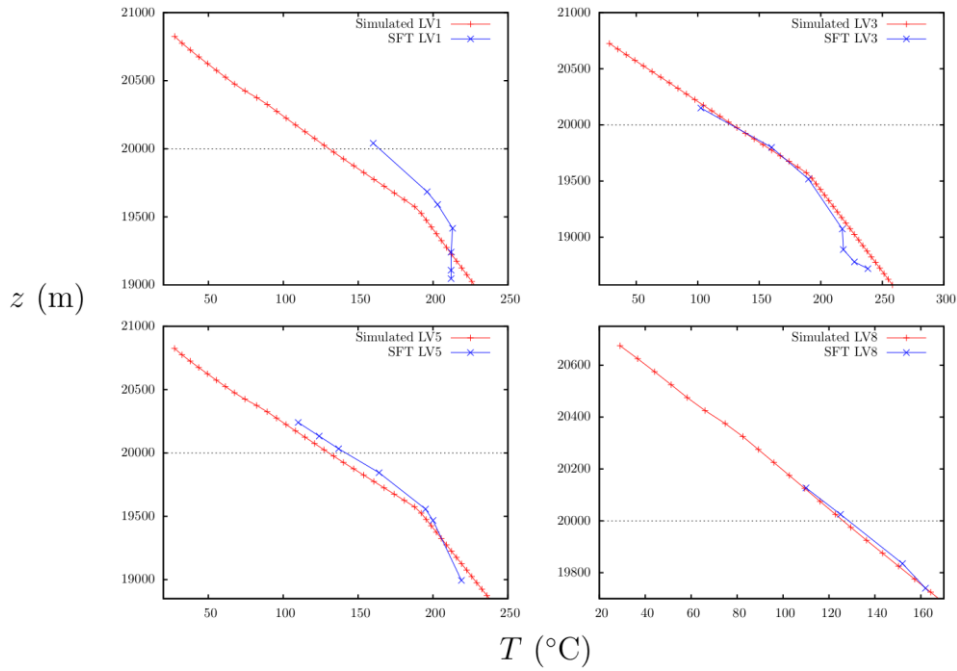 21000
20500
20000
19500
19000
50 100 150 200 250
Simulated LV1
SFT LV1
21000
20500
20000
19500
19000
50 100 150 200 250 300
Simulated LV3
SFT LV3
z (m)
21000
20500
20000
19500
19000
50 100 150 200 250
Simulated LV5
SFT LV5
20600
20400
20200
20000
19800
20 40 60 80 100 120 140 160
Simulated LV8
SFT LV8
T (°C)